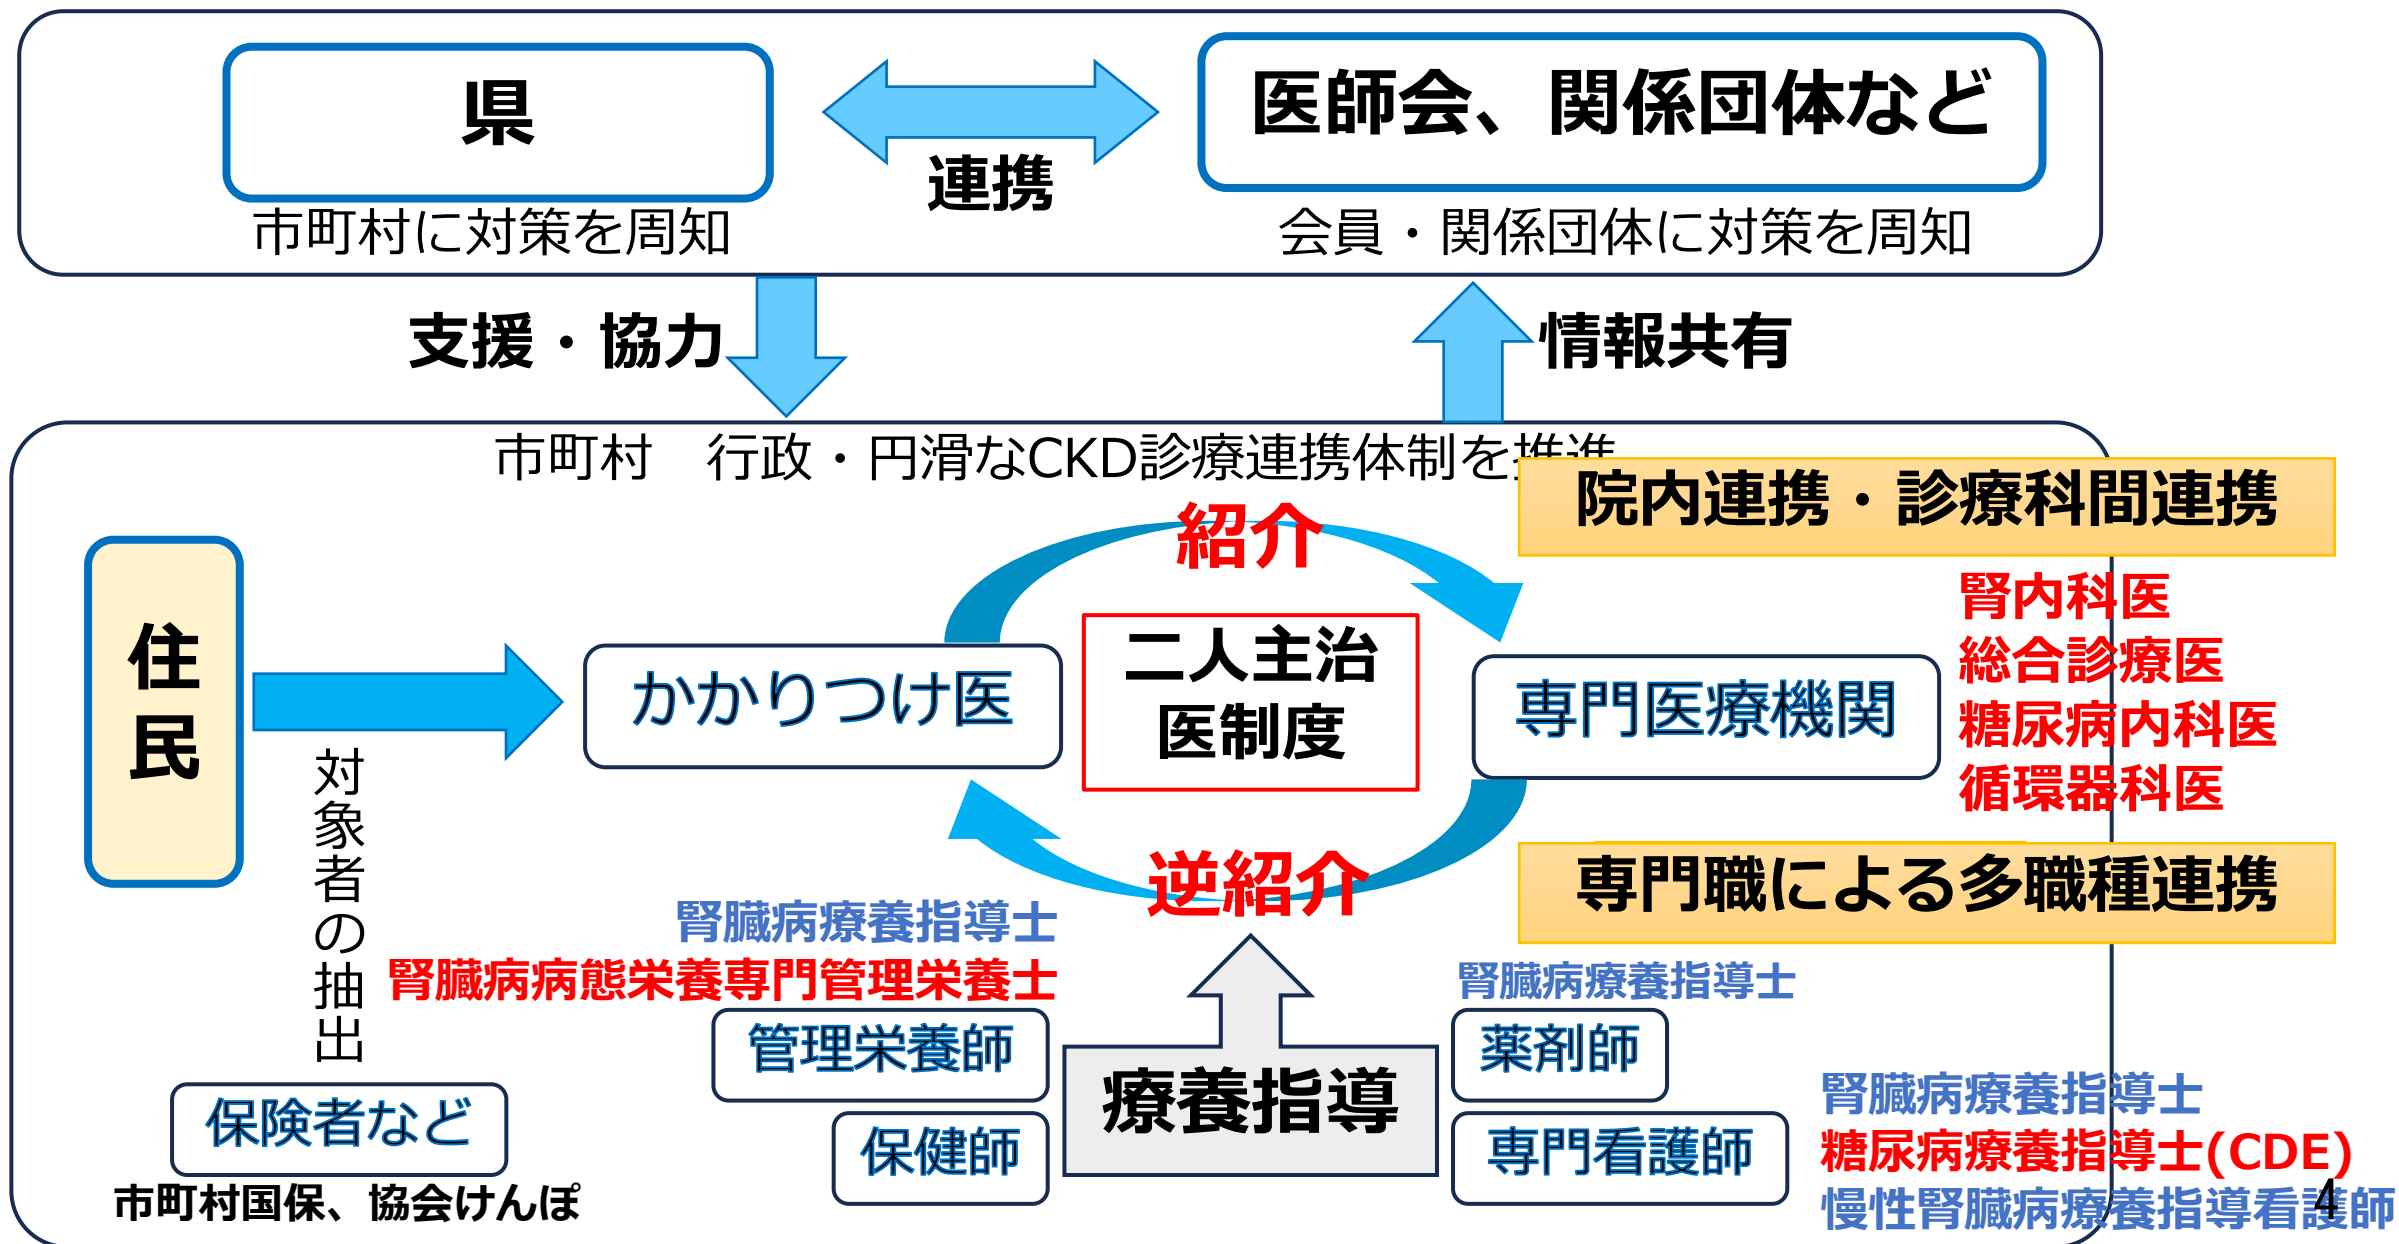 県
医師会、関係団体など
連携
市町村に対策を周知
会員・関係団体に対策を周知
支援・協力
情報共有
市町村　行政・円滑なCKD診療連携体制を推進
院内連携・診療科間連携
紹介
住
民
かかりつけ医
二人主治
医制度
専門医療機関
腎内科医
総合診療医
糖尿病内科医
循環器科医
対象者の抽出
逆紹介
専門職による多職種連携
腎臓病療養指導士
腎臓病病態栄養専門管理栄養士
管理栄養師
保健師
療養指導
腎臓病療養指導士
薬剤師
専門看護師
腎臓病療養指導士
糖尿病療養指導士(CDE)
慢性腎臓病療養指導看護師
保険者など
市町村国保、協会けんぽ
4